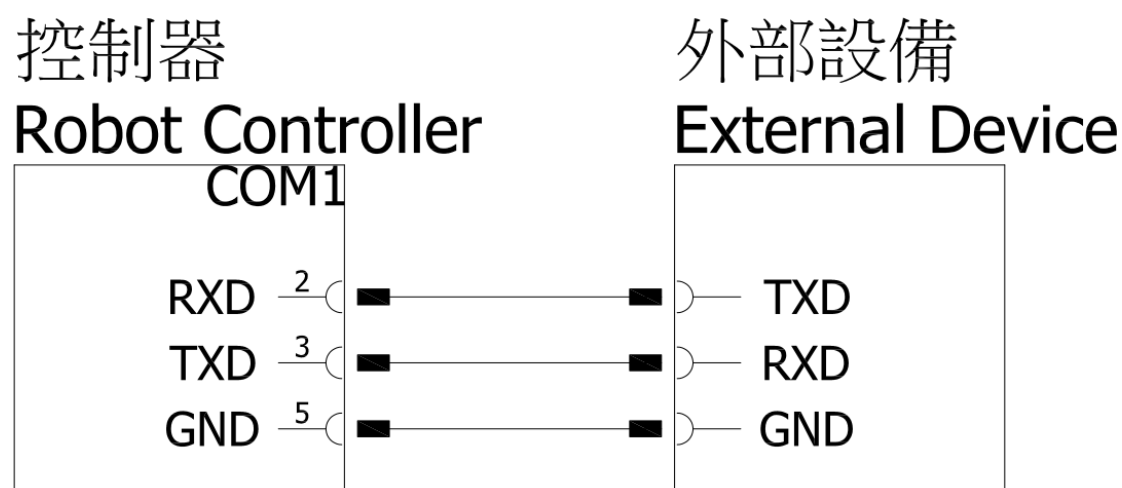 控制器
Robot Controller
COM1
RXD 2
TXD 3
GND 5
外部設備
External Device
TXD
RXD
GND